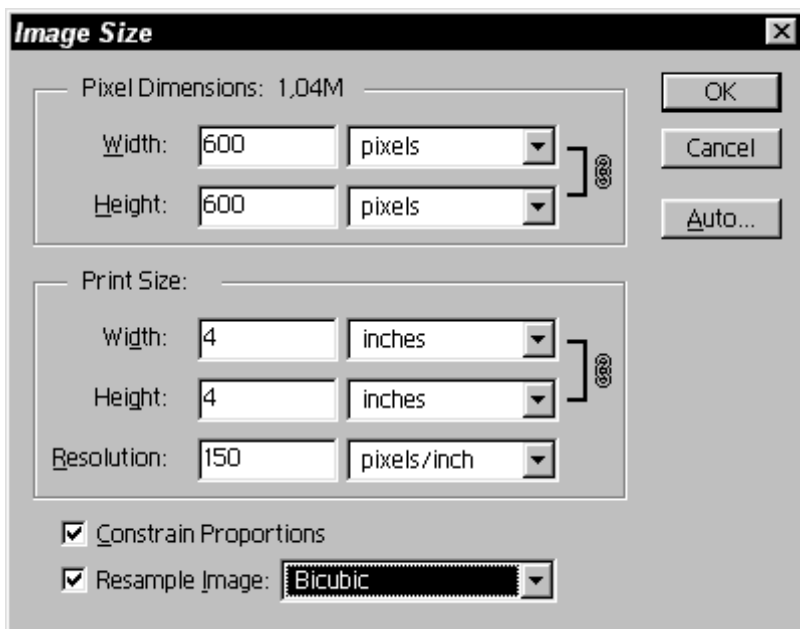 Image Size
Pixel Dimensions: 1,04M
OK
Width: 600 pixels
Cancel
Height: 600 pixels
Auto...
Print Size:
Width: 4 inches
Height: 4 inches
Resolution: 150 pixels/inch
Constrain Proportions
Resample Image: Bicubic